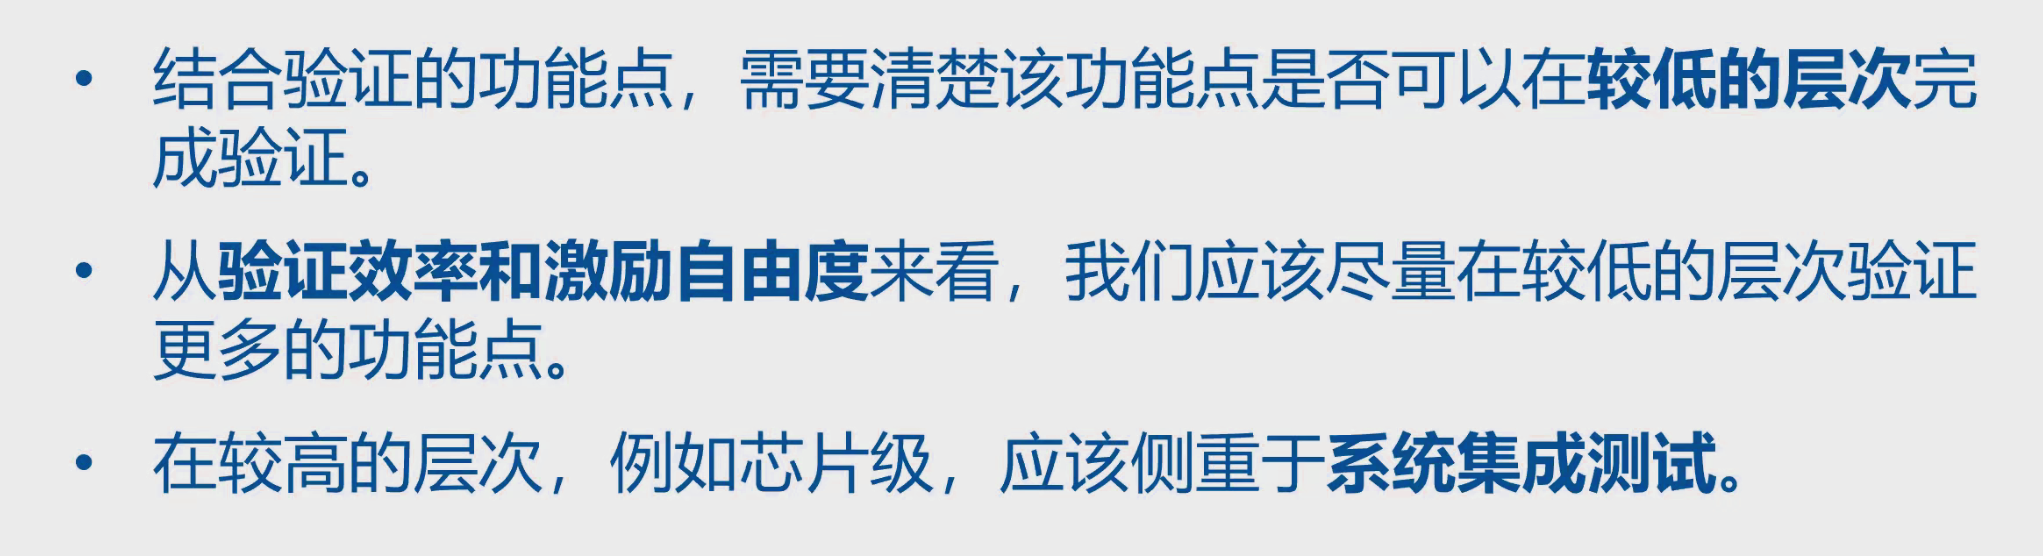 • 结合验证的功能点，需要清楚该功能点是否可以在较低的层次完
成验证。
• 从验证效率和激励自由度来看，我们应该尽量在较低的层次验证
更多的功能点。
• 在较高的层次，例如芯片级，应该侧重于系统集成测试。